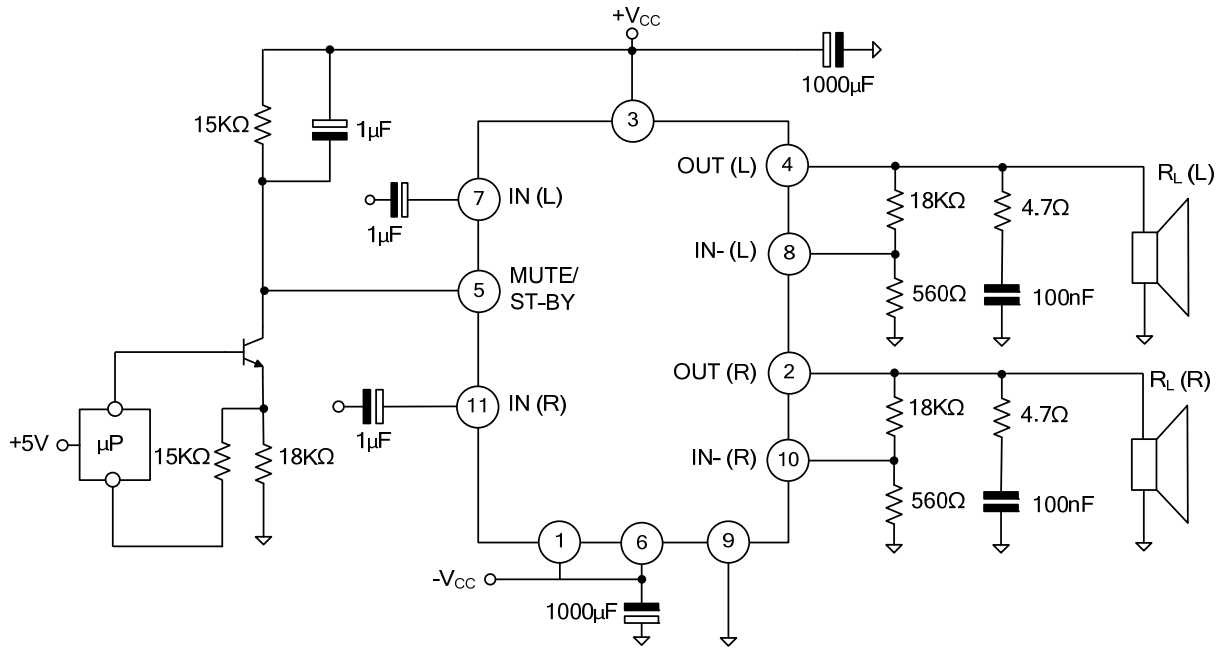 +VCC
1000µF
15KΩ
1µF
3
OUT (L)
4
RL (L)
7
IN (L)
1µF
18KΩ
4.7Ω
IN- (L)
8
MUTE/
ST-BY
5
560Ω
100nF
OUT (R)
2
RL (R)
11
IN (R)
1µF
18KΩ
4.7Ω
+5V
µP
15KΩ
18KΩ
IN- (R)
10
560Ω
100nF
1
6
9
-VCC
1000µF